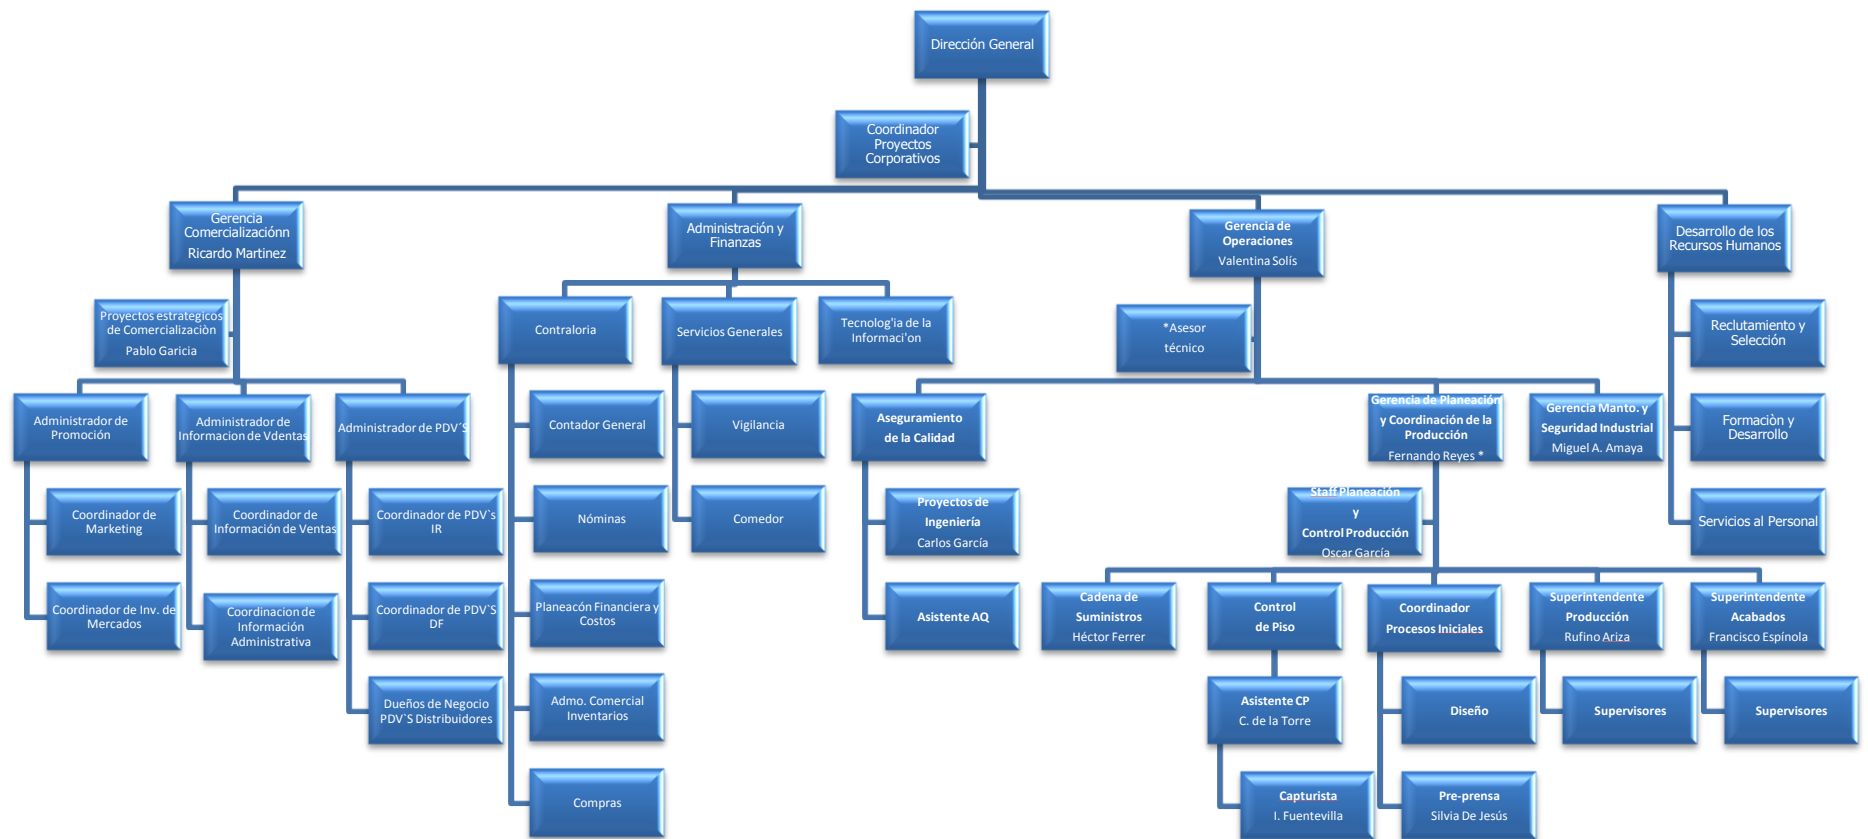 Dirección General
Coordinador
Proyectos
Corporativos
Gerencia
Comercializaciónn
Ricardo Martinez
Administración y
Finanzas
Gerencia de
Operaciones
Valentina Solís
Desarrollo de los
Recursos Humanos
Proyectos estrategicos
de Comercializaciòn
Pablo Garicia
Contraloria
Servicios Generales
Tecnolog'ia de la
Informaci'on
*Asesor
técnico
Reclutamiento y
Selección
Administrador de
Promoción
Administrador de
Informacion de Vdentas
Administrador de PDV´S
Contador General
Vigilancia
Aseguramiento
de la Calidad
Gerencia de Planeación
y Coordinación de la
Producción
Fernando Reyes *
Gerencia Manto. y
Seguridad Industrial
Miguel A. Amaya
Formaciòn y
Desarrollo
Coordinador de
Marketing
Coordinador de
Información de Ventas
Coordinador de PDV`s
IR
Nóminas
Comedor
Proyectos de
Ingeniería
Carlos García
Staff Planeación
y
Control Producción
Oscar García
Servicios al Personal
Coordinador de Inv. de
Mercados
Coordinacion de
Información
Administrativa
Coordinador de PDV`S
DF
Planeacón Financiera y
Costos
Asistente AQ
Cadena de
Suministros
Héctor Ferrer
Control
de Piso
Coordinador
Procesos Iniciales
Superintendente
Producción
Rufino Ariza
Superintendente
Acabados
Francisco Espínola
Dueños de Negocio
PDV`S Distribuidores
Admo. Comercial
Inventarios
Asistente CP
C. de la Torre
Diseño
Supervisores
Supervisores
Compras
Capturista
I. Fuentevilla
Pre-prensa
Silvia De Jesús